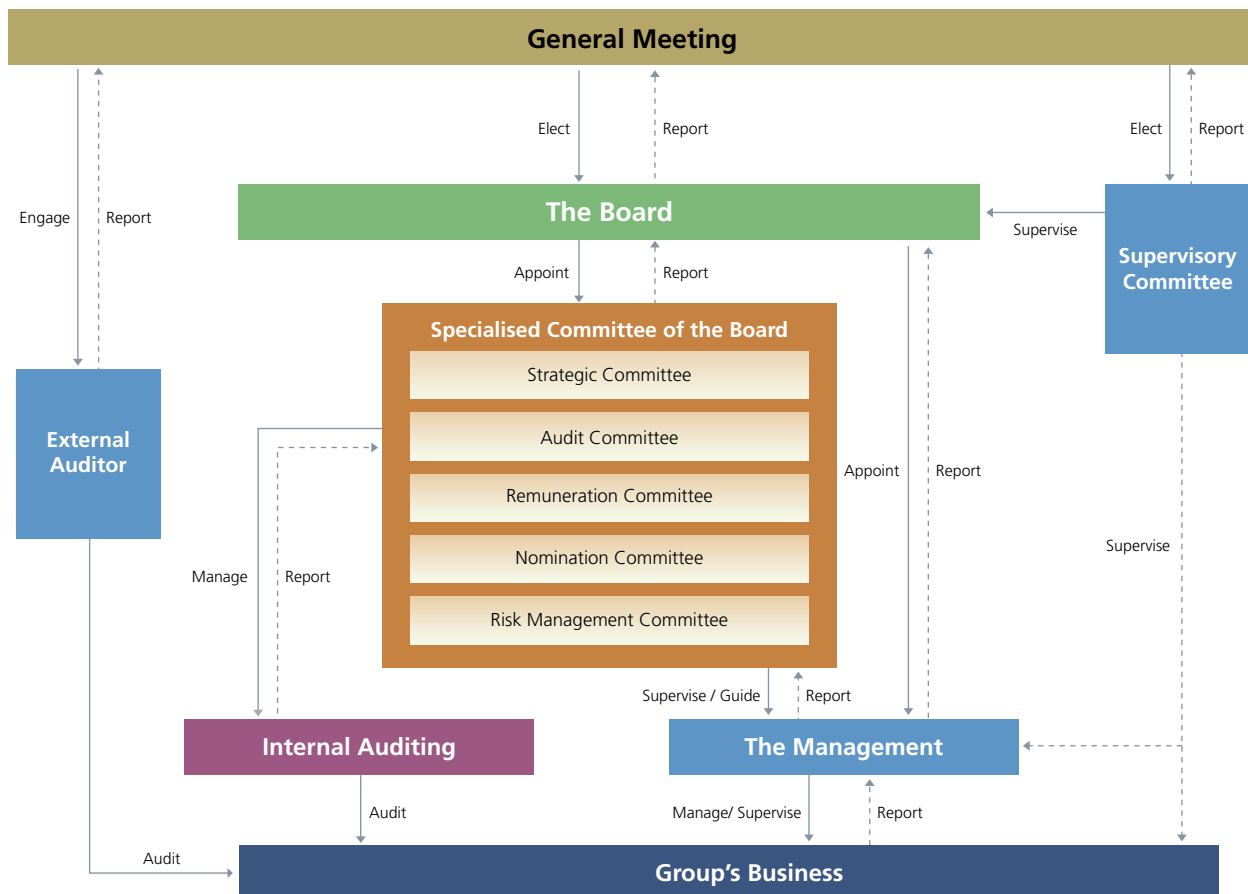 General Meeting
Elect
Report
Elect
Report
Engage
Report
The Board
Supervise
Supervisory
Committee
Appoint
Report
Specialised Committee of the Board
Strategic Committee
External
Auditor
Audit Committee
Appoint
Report
Remuneration Committee
Nomination Committee
Supervise
Manage
Report
Risk Management Committee
Supervise / Guide
Report
Internal Auditing
The Management
Audit
Manage/ Supervise
Report
Audit
Group's Business